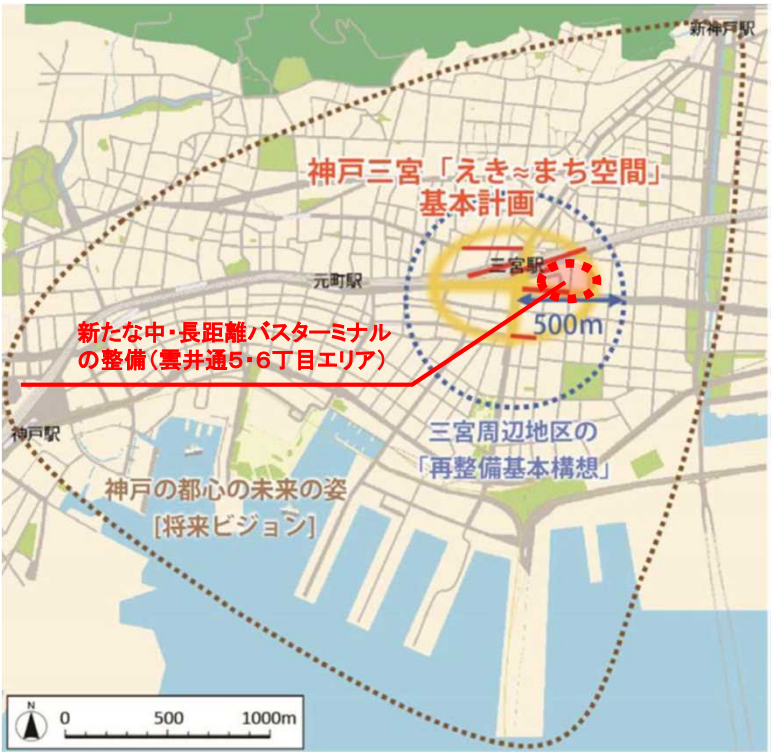 新神戸駅
神戸三宮「えき≈まち空間」
基本計画
三宮駅
元町駅
500m
新たな中・長距離バスターミナル
の整備（雲井通５・６丁目エリア）
神戸駅
三宮周辺地区の
「再整備基本構想」
神戸の都心の未来の姿
[将来ビジョン]
N
0 500 1000m